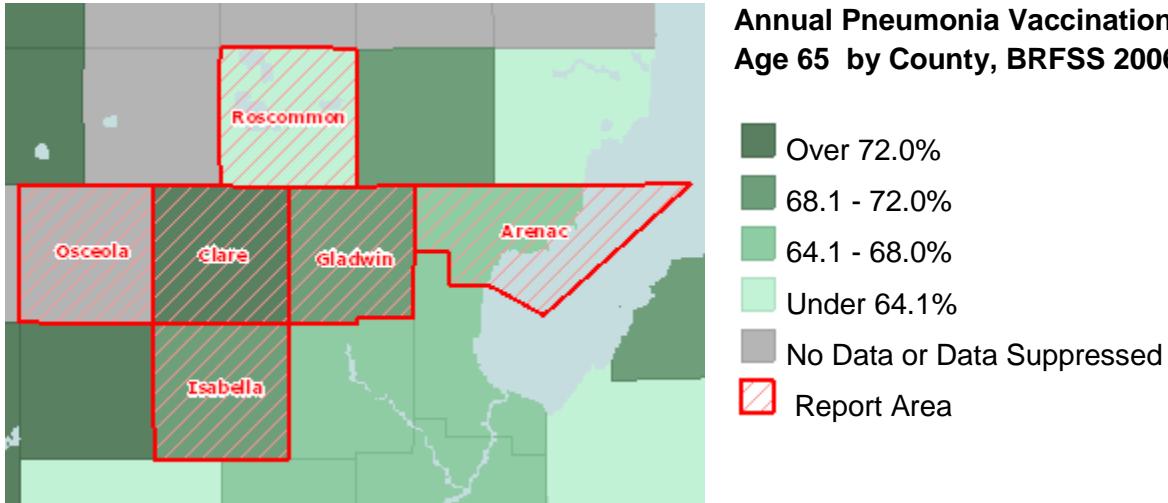 Annual Pneumonia Vaccination
Age 65 by County, BRFSS 2006
Roscommon
Osceola
Clare
Gladwin
Arenac
Isabella
Over 72.0%
68.1 - 72.0%
64.1 - 68.0%
Under 64.1%
No Data or Data Suppressed
Report Area